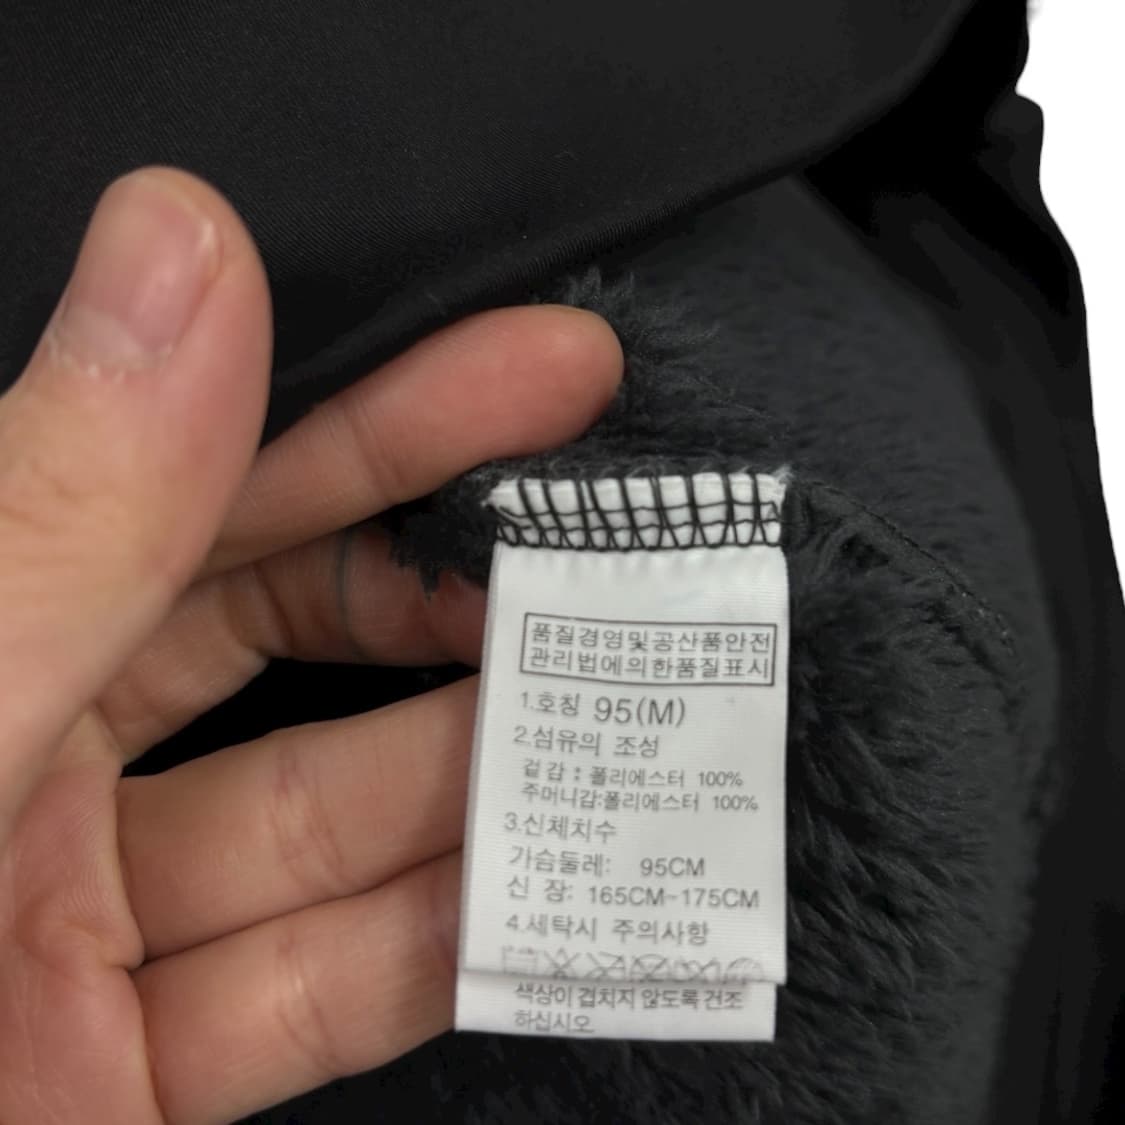 품질경영및공산품안전
관리법에의한품질표시
1.호칭 95(M)
2.섬유의 조성
겉감 : 폴리에스터 100%
주머니감:폴리에스터 100%
3.신체치수
가슴둘레: 95CM
신 장: 165CM-175CM
4.세탁시 주의사항
색상이 겹치지 않도록 건조
하십시오